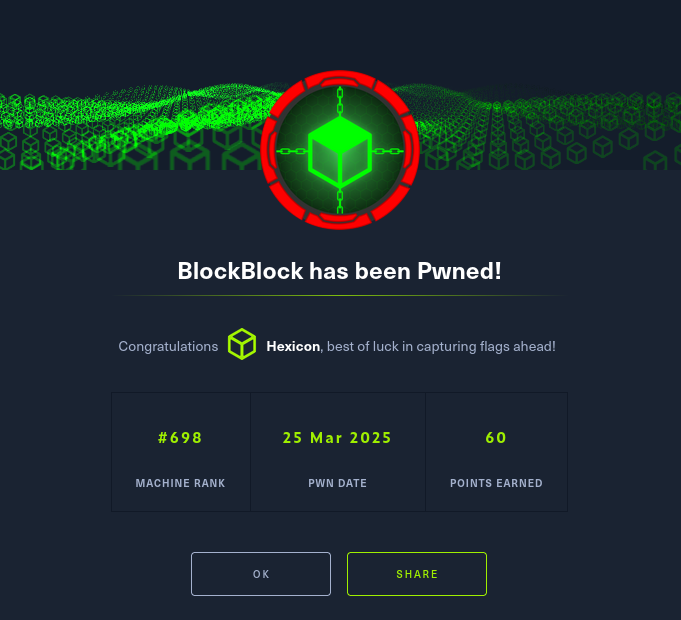 BlockBlock has been Pwned!
Congratulations Hexicon, best of luck in capturing flags ahead!
#698 25 Mar 2025 60
MACHINE RANK PWN DATE POINTS EARNED
OK SHARE